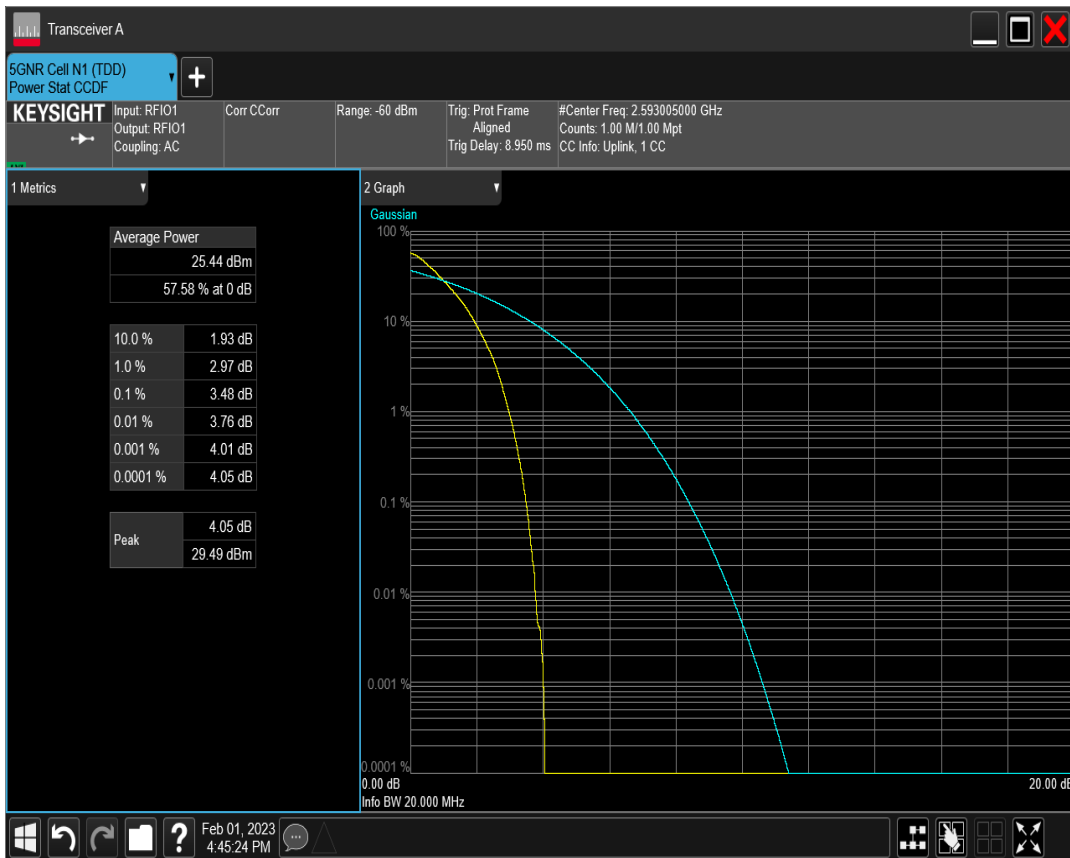 Transceiver A
5GNR Cell N1 (TDD)
Power Stat CCDF
KEYSIGHT
Input: RFIO1
Output: RFIO1
Coupling: AC
Corr CCorr
Range: -60 dBm
Trig: Prot Frame
Aligned
Trig Delay: 8.950 ms
#Center Freq: 2.593005000 GHz
Counts: 1.00 M/1.00 Mpt
CC Info: Uplink, 1 CC
1 Metrics
Average Power
25.44 dBm
57.58 % at 0 dB
10.0 % 1.93 dB
1.0 % 2.97 dB
0.1 % 3.48 dB
0.01 % 3.76 dB
0.001 % 4.01 dB
0.0001 % 4.05 dB
Peak
4.05 dB
29.49 dBm
2 Graph
Gaussian
100 %
10 %
1 %
0.1 %
0.01 %
0.001 %
0.0001 %
0.00 dB 20.00 dB
Info BW 20.000 MHz
Feb 01, 2023
4:45:24 PM